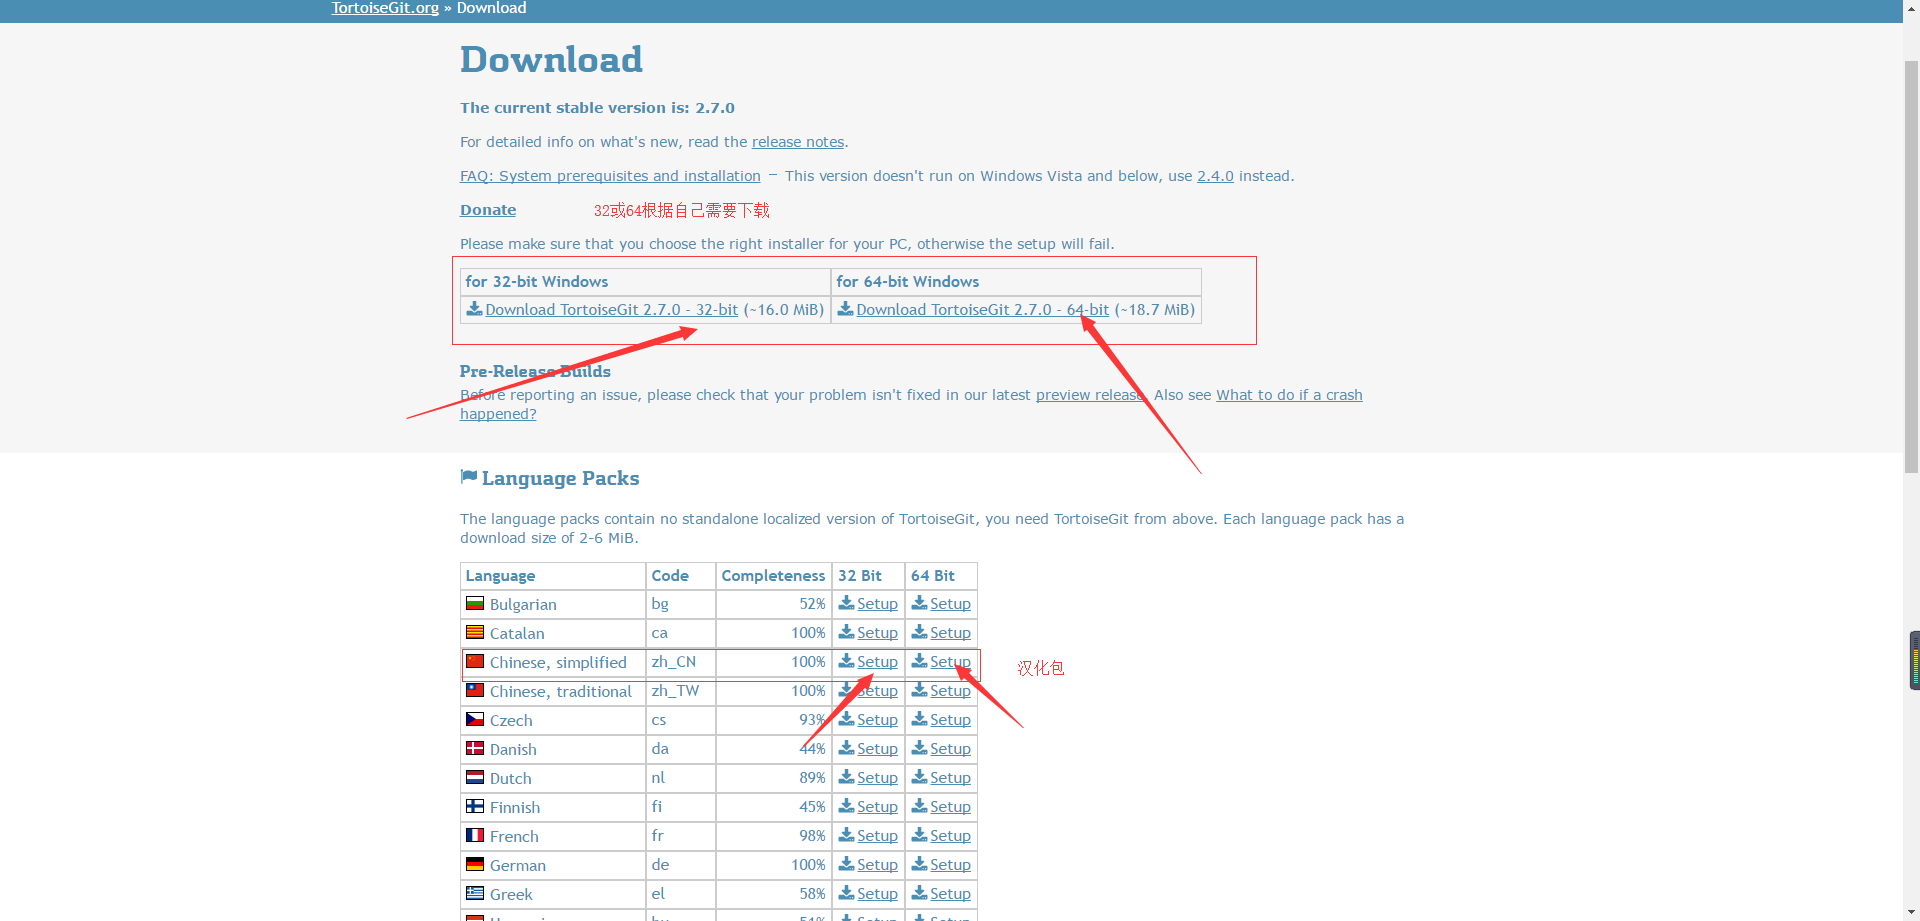 TortoiseGit.org » Download
Download
The current stable version is: 2.7.0
For detailed info on what's new, read the release notes.
FAQ: System prerequisites and installation – This version doesn't run on Windows Vista and below, use 2.4.0 instead.
Donate 32或64根据自己需要下载
Please make sure that you choose the right installer for your PC, otherwise the setup will fail.
for 32-bit Windows for 64-bit Windows
Download TortoiseGit 2.7.0 - 32-bit (~16.0 MiB) Download TortoiseGit 2.7.0 - 64-bit (~18.7 MiB)
Pre-Release Builds
Before reporting an issue, please check that your problem isn't fixed in our latest preview release. Also see What to do if a crash
happened?
Language Packs
The language packs contain no standalone localized version of TortoiseGit, you need TortoiseGit from above. Each language pack has a
download size of 2-6 MiB.
Language Code Completeness 32 Bit 64 Bit
Bulgarian bg 52% Setup Setup
Catalan ca 100% Setup Setup
Chinese, simplified zh_CN 100% Setup Setup 汉化包
Chinese, traditional zh_TW 100% Setup Setup
Czech cs 93% Setup Setup
Danish da 44% Setup Setup
Dutch nl 89% Setup Setup
Finnish fi 45% Setup Setup
French fr 98% Setup Setup
German de 100% Setup Setup
Greek el 58% Setup Setup